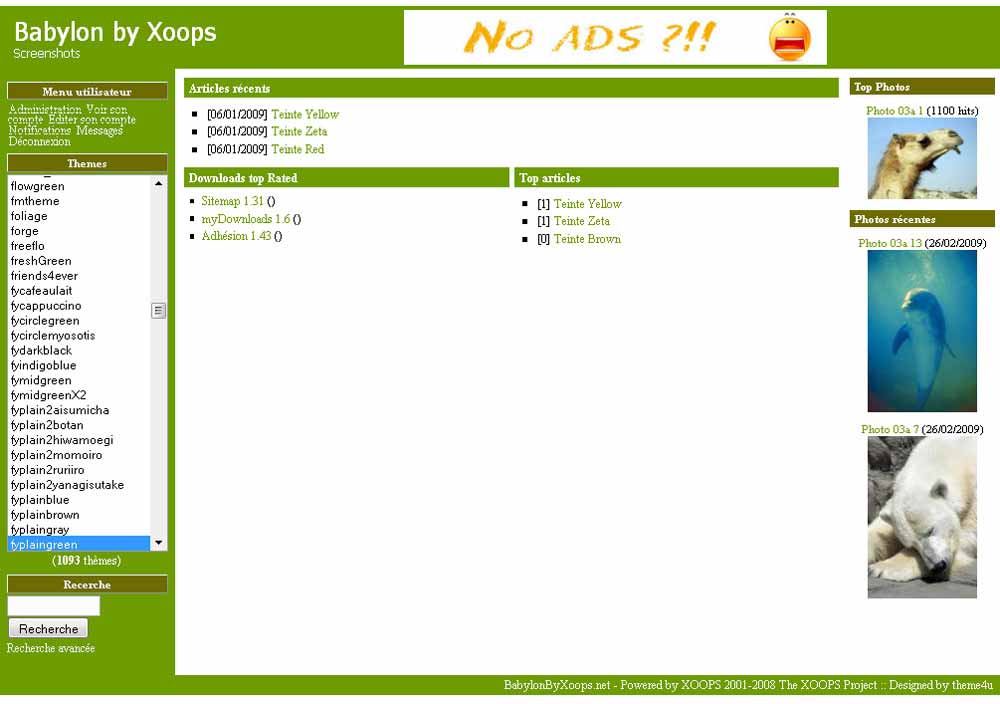 Babylon by Xoops
Screenshots
No ADS ?!!
Menu utilisateur
Administration Voir son
compte Editer son compte
Notifications Messages
Déconnexion
Themes
flowgreen
fmtheme
foliage
forge
freeflo
freshGreen
friends4ever
fycafeaulait
fycappuccino
fycirclegreen
fycirclemyosotis
fydarkblack
fyindigoblue
fymidgreen
fymidgreenX2
fyplain2aisumicha
fyplain2botan
fyplain2hiwamoegi
fyplain2momoiro
fyplain2ruriiro
fyplain2yanagisutake
fyplainblue
fyplainbrown
fyplaingray
fyplaingreen
(1093 thèmes)
Recerche
Recherche
Recherche avancée
Articles récents
[06/01/2009] Teinte Yellow
[06/01/2009] Teinte Zeta
[06/01/2009] Teinte Red
Downloads top Rated
Sitemap 1.31 ()
myDownloads 1.6 ()
Adhésion 1.43 ()
Top articles
[1] Teinte Yellow
[1] Teinte Zeta
[0] Teinte Brown
Top Photos
Photo 03a 1 (1100 hits)
Photos récentes
Photo 03a 13 (26/02/2009)
Photo 03a 7 (26/02/2009)
BabylonByXoops.net - Powered by XOOPS 2001-2008 The XOOPS Project :: Designed by theme4u